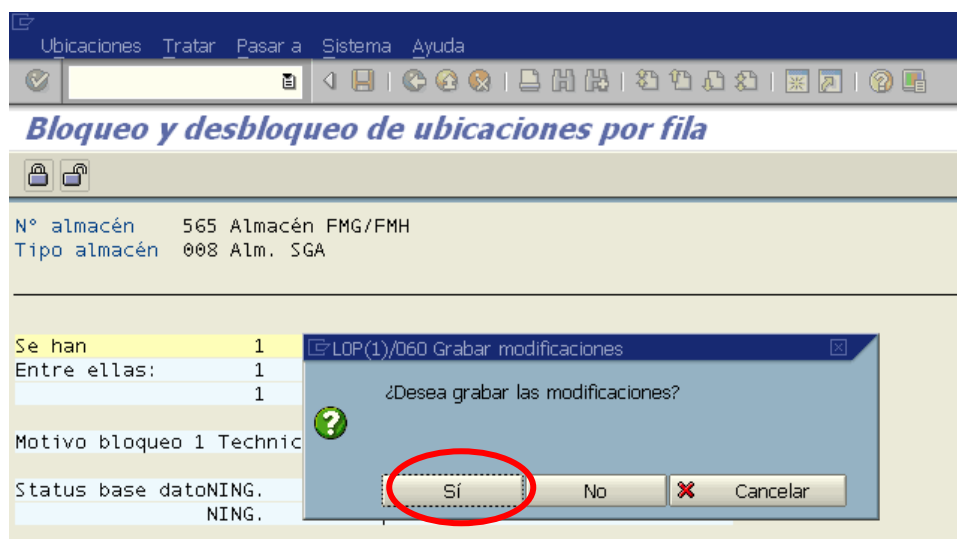 Ubicaciones Tratar Pasar a Sistema Ayuda
Bloqueo y desbloqueo de ubicaciones por fila
Nº almacén 565 Almacén FMG/FMH
Tipo almacén 008 Alm. SGA
Se han 1
Entre ellas: 1
1
Motivo bloqueo 1 Technic
Status base datoNING.
NING.
LOP(1)/060 Grabar modificaciones
¿Desea grabar las modificaciones?
Sí No Cancelar